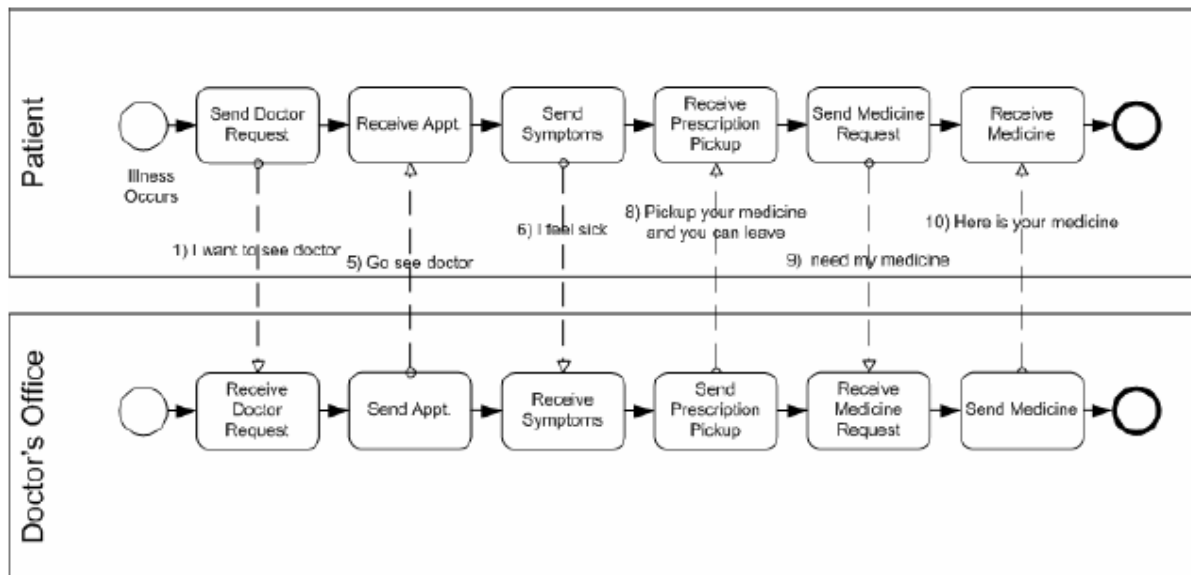 Patient
Send Doctor
Request
Receive Appt.
Send
Symptoms
Receive
Prescription
Pickup
Send Medicine
Request
Receive
Medicine
Illness
Occurs
1) I want to see doctor
5) Go see doctor
6) I feel sick
8) Pickup your medicine
and you can leave
9) need my medicine
10) Here is your medicine
Doctor's Office
Receive
Doctor
Request
Send Appt.
Receive
Symptoms
Send
Prescription
Pickup
Receive
Medicine
Request
Send Medicine